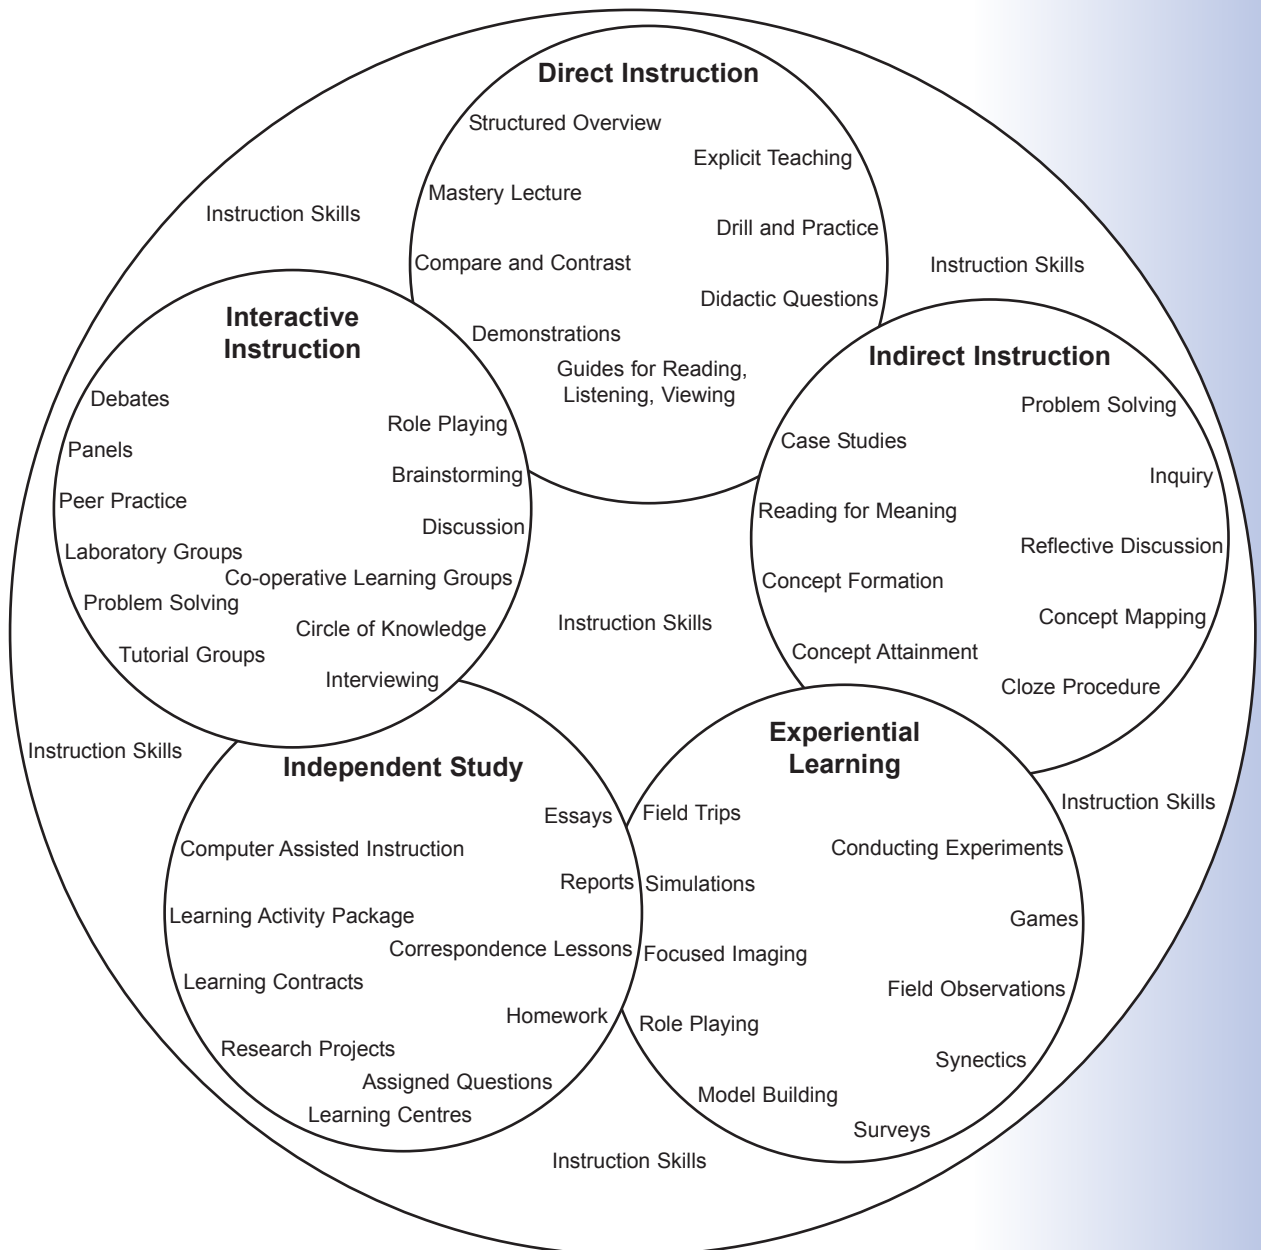 Direct Instruction
Structured Overview
Explicit Teaching
Mastery Lecture
Drill and Practice
Compare and Contrast
Didactic Questions
Demonstrations
Guides for Reading,
Listening, Viewing
Instruction Skills
Instruction Skills
Interactive
Instruction
Debates
Role Playing
Panels
Brainstorming
Peer Practice
Discussion
Laboratory Groups
Co-operative Learning Groups
Problem Solving
Circle of Knowledge
Tutorial Groups
Interviewing
Indirect Instruction
Problem Solving
Case Studies
Inquiry
Reading for Meaning
Reflective Discussion
Concept Formation
Concept Mapping
Concept Attainment
Cloze Procedure
Instruction Skills
Instruction Skills
Instruction Skills
Independent Study
Essays
Computer Assisted Instruction
Reports
Learning Activity Package
Correspondence Lessons
Learning Contracts
Homework
Research Projects
Assigned Questions
Learning Centres
Experiential
Learning
Field Trips
Conducting Experiments
Simulations
Games
Focused Imaging
Field Observations
Role Playing
Synectics
Model Building
Surveys
Instruction Skills